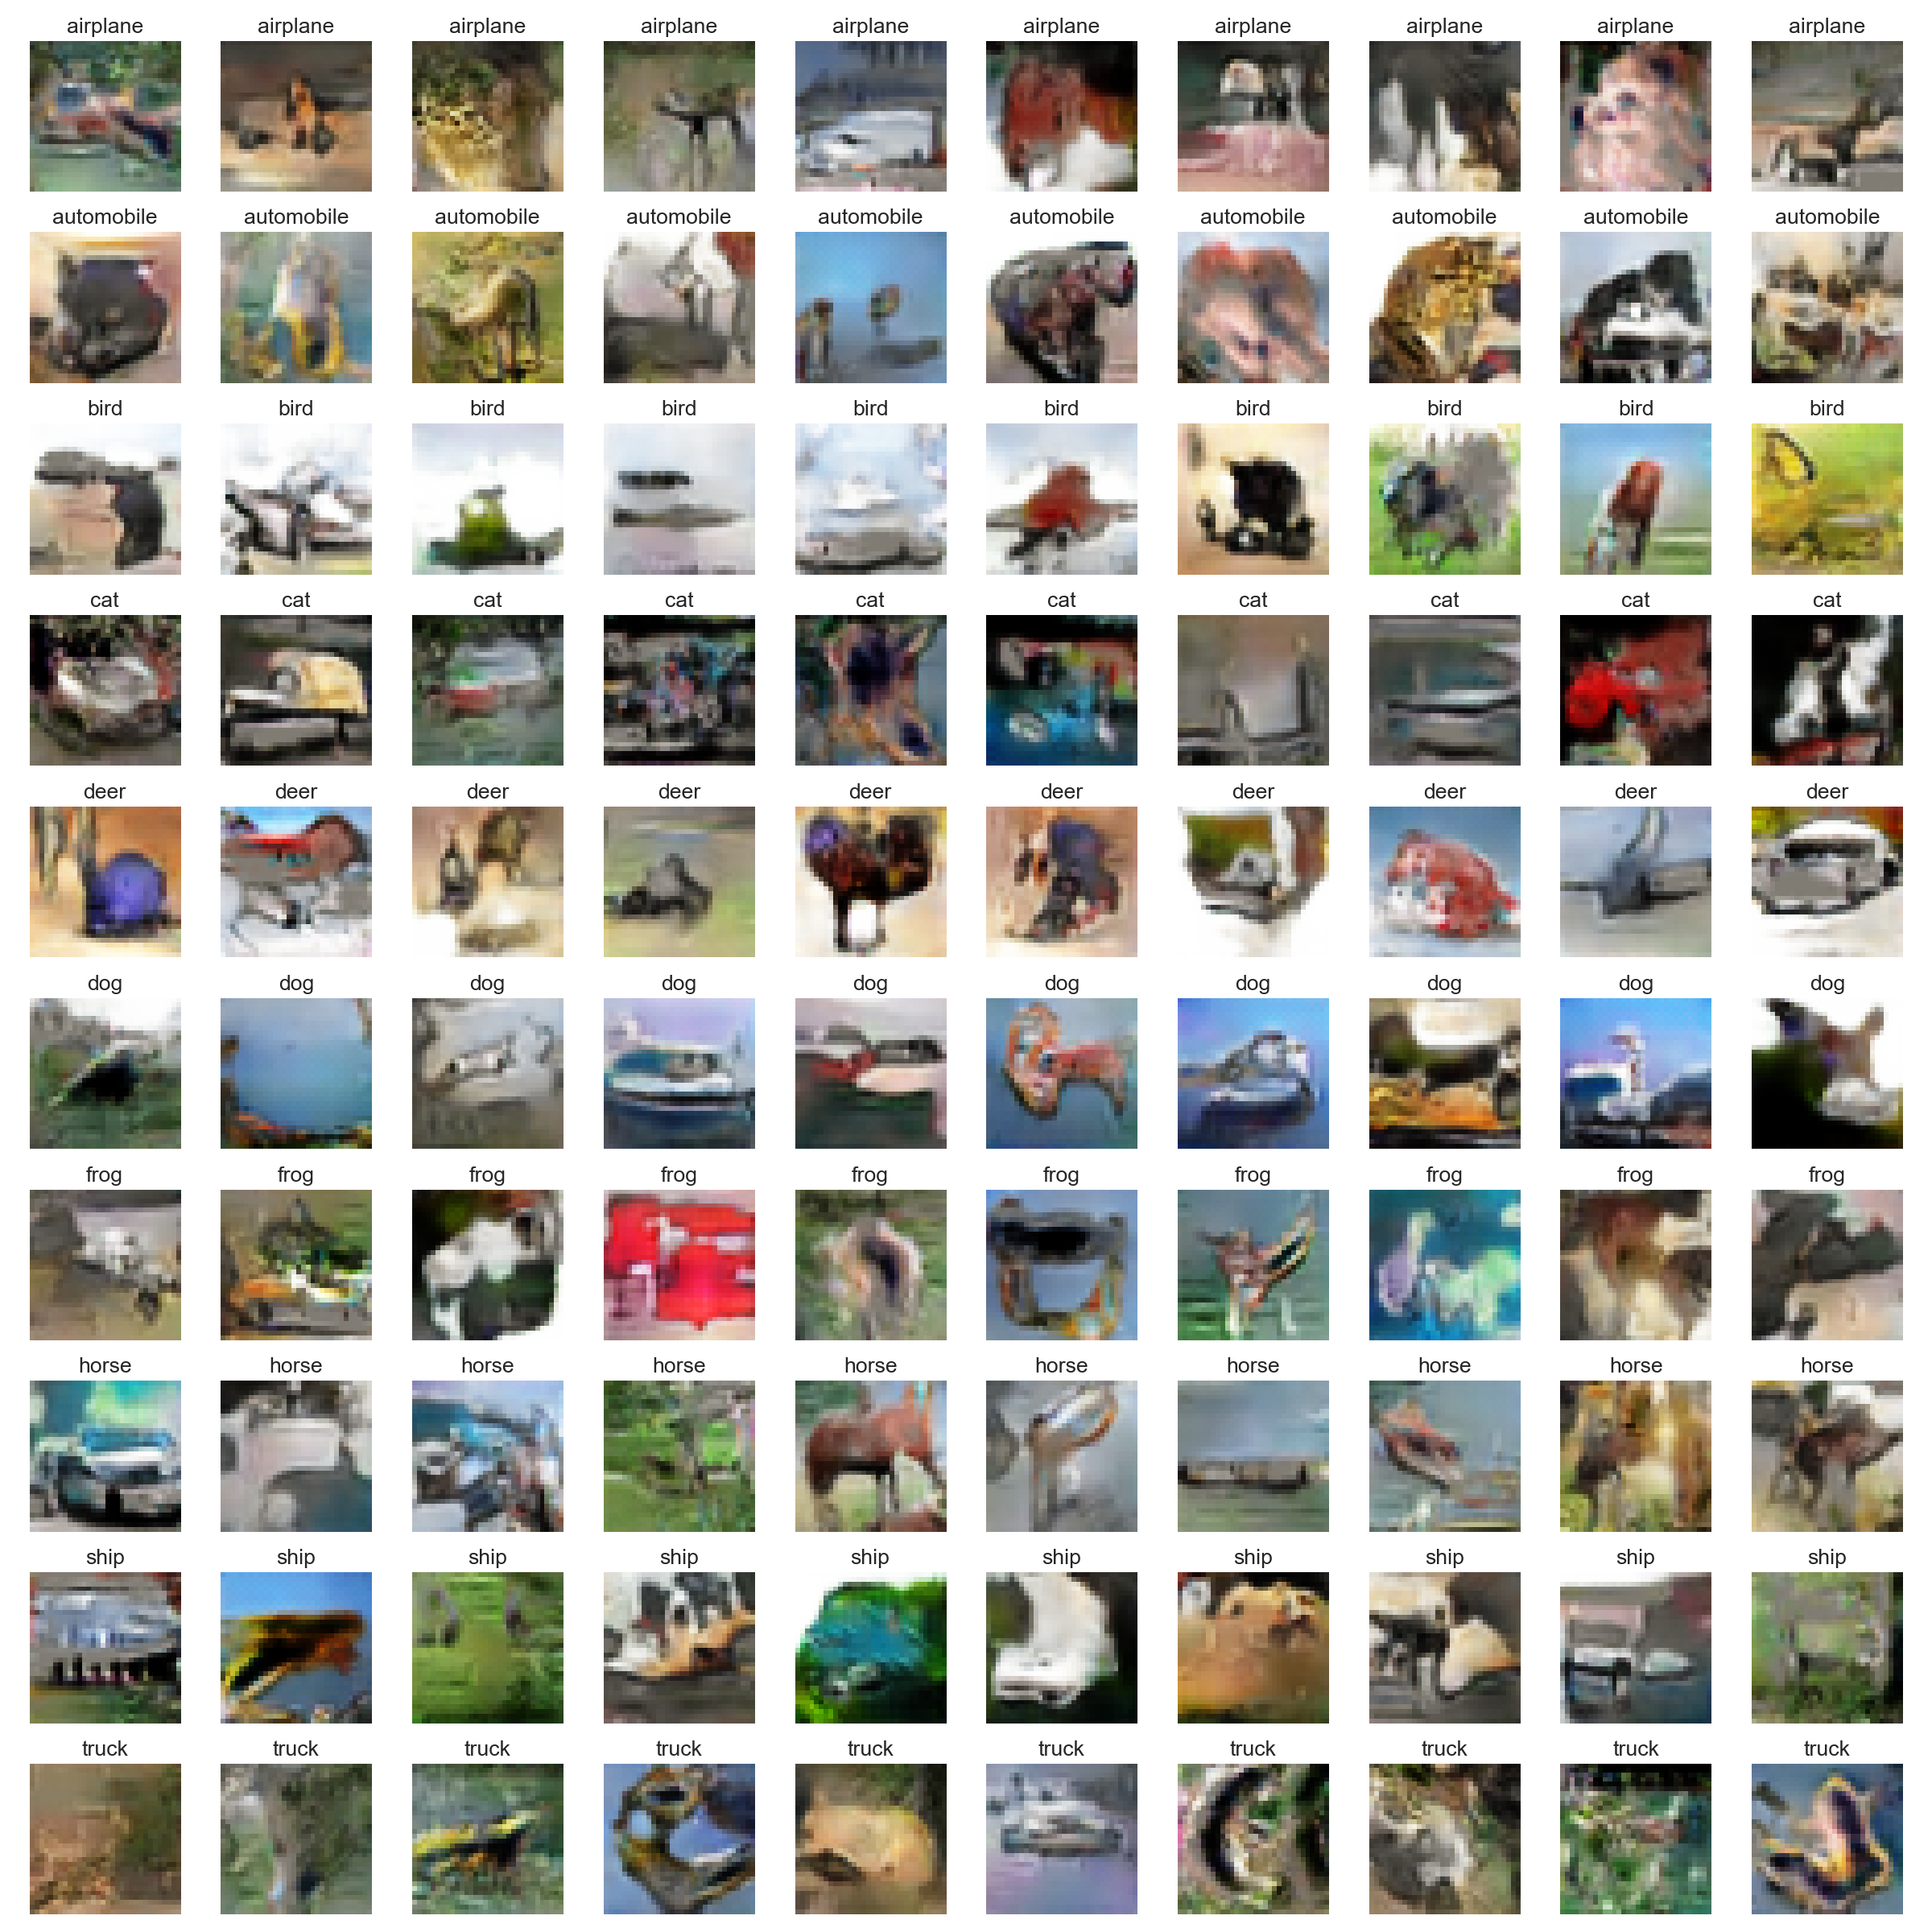 airplane airplane airplane airplane airplane airplane airplane airplane airplane airplane
automobile automobile automobile automobile automobile automobile automobile automobile automobile automobile
bird bird bird bird bird bird bird bird bird bird
cat cat cat cat cat cat cat cat cat cat
deer deer deer deer deer deer deer deer deer deer
dog dog dog dog dog dog dog dog dog dog
frog frog frog frog frog frog frog frog frog frog
horse horse horse horse horse horse horse horse horse horse
ship ship ship ship ship ship ship ship ship ship
truck truck truck truck truck truck truck truck truck truck